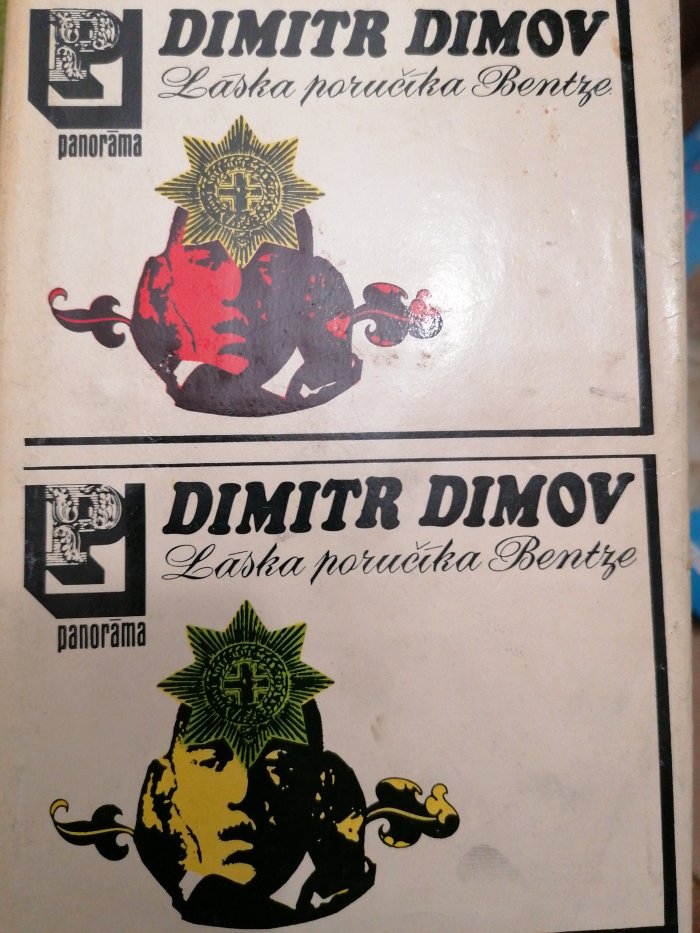 DIMITR DIMOV
Láska poručíka Bentze
P
panoráma
DIMITR DIMOV
Láska poručíka Bentze
P
panoráma